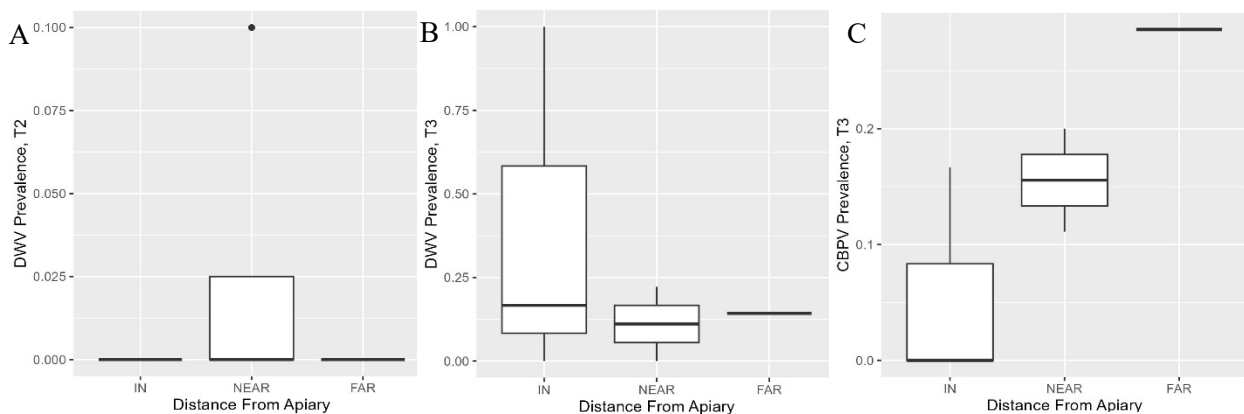 A
DWV Prevalence, T2
0.100
0.075
0.050
0.025
0.000
IN NEAR FAR
Distance From Apiary
B
DWV Prevalence, T3
1.00
0.75
0.50
0.25
0.00
IN NEAR FAR
Distance From Apiary
C
CBPV Prevalence, T3
0.2
0.1
0.0
IN NEAR FAR
Distance From Apiary